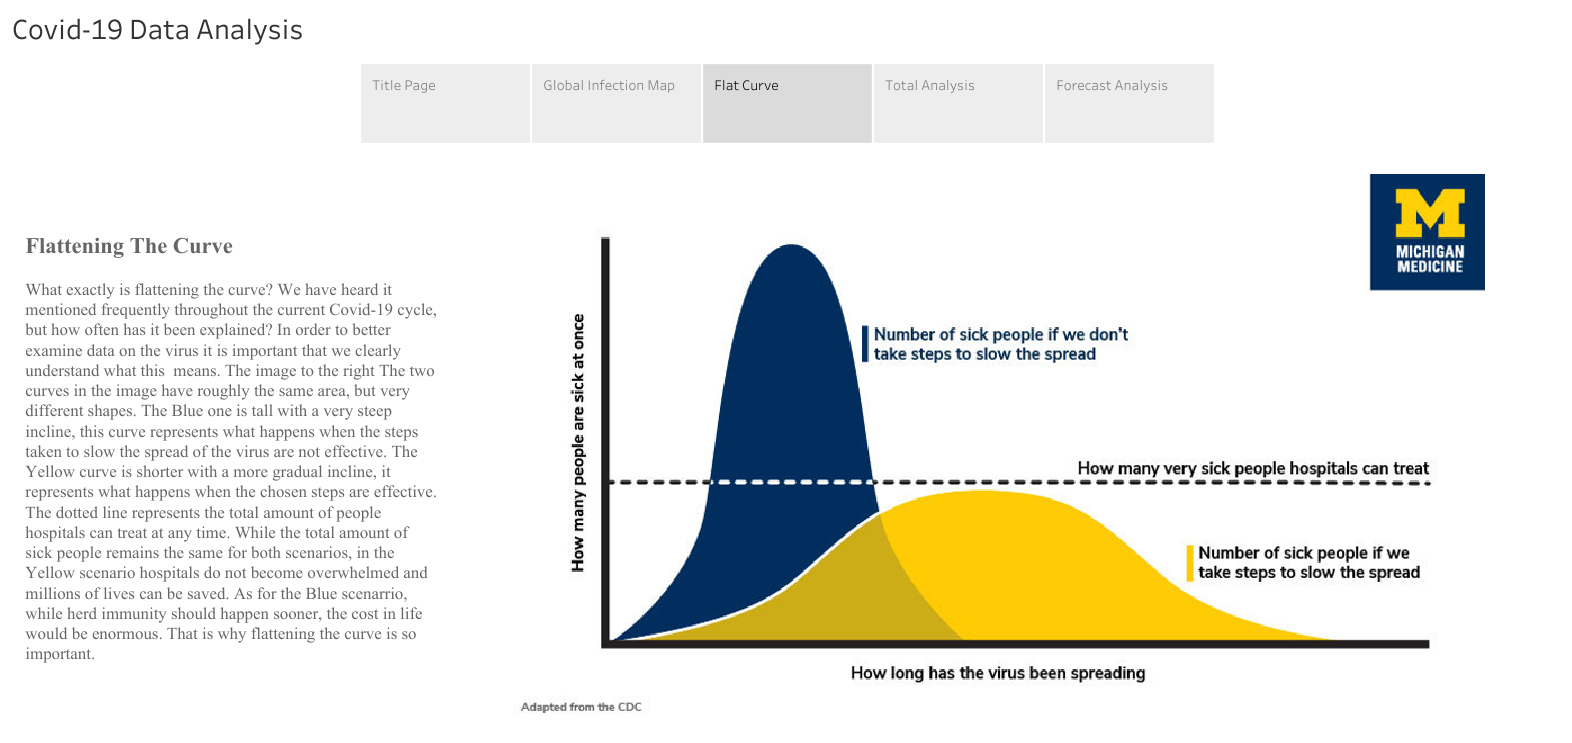 Covid-19 Data Analysis
Title Page
Global Infection Map
Flat Curve
Total Analysis
Forecast Analysis
Flattening The Curve
What exactly is flattening the curve? We have heard it
mentioned frequently throughout the current Covid-19 cycle,
but how often has it been explained? In order to better
examine data on the virus it is important that we clearly
understand what this  means. The image to the right The two
curves in the image have roughly the same area, but very
different shapes. The Blue one is tall with a very steep
incline, this curve represents what happens when the steps
taken to slow the spread of the virus are not effective. The
Yellow curve is shorter with a more gradual incline, it
represents what happens when the chosen steps are effective.
The dotted line represents the total amount of people
hospitals can treat at any time. While the total amount of
sick people remains the same for both scenarios, in the
Yellow scenario hospitals do not become overwhelmed and
millions of lives can be saved. As for the Blue scenarrio,
while herd immunity should happen sooner, the cost in life
would be enormous. That is why flattening the curve is so
important.
M
MICHIGAN
MEDICINE
How many people are sick at once
Number of sick people if we don't
take steps to slow the spread
How many very sick people hospitals can treat
Number of sick people if we
take steps to slow the spread
How long has the virus been spreading
Adapted from the CDC